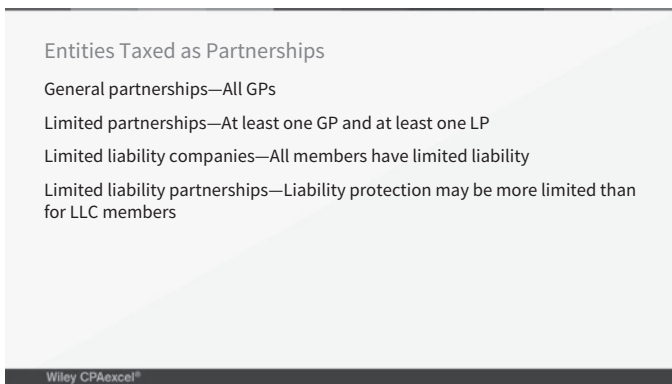 Entities Taxed as Partnerships
General partnerships—All GPs
Limited partnerships—At least one GP and at least one LP
Limited liability companies—All members have limited liability
Limited liability partnerships—Liability protection may be more limited than
for LLC members
Wiley CPAexcel®